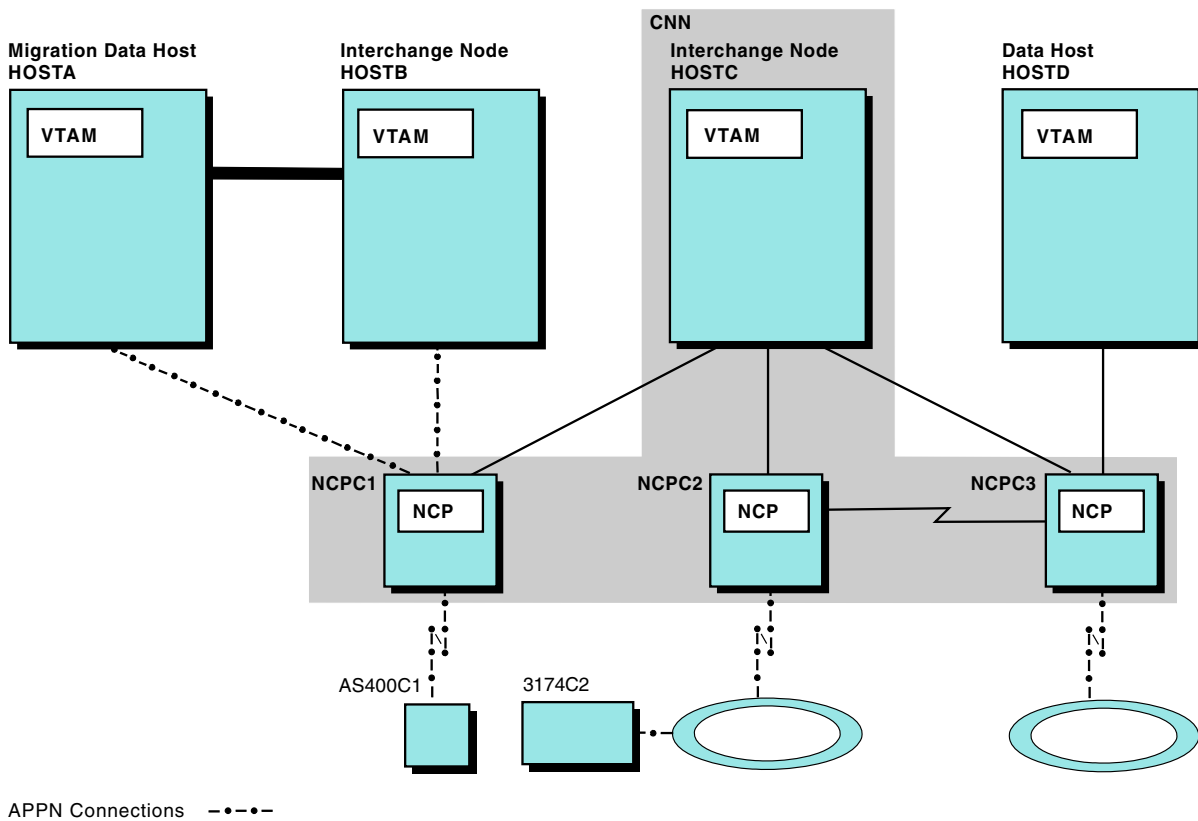 CNN
Migration Data Host
HOSTA
Interchange Node
HOSTB
Interchange Node
HOSTC
Data Host
HOSTD
VTAM
VTAM
VTAM
VTAM
NCPC1
NCPC2
NCPC3
NCP
NCP
NCP
AS400C1
3174C2
APPN Connections